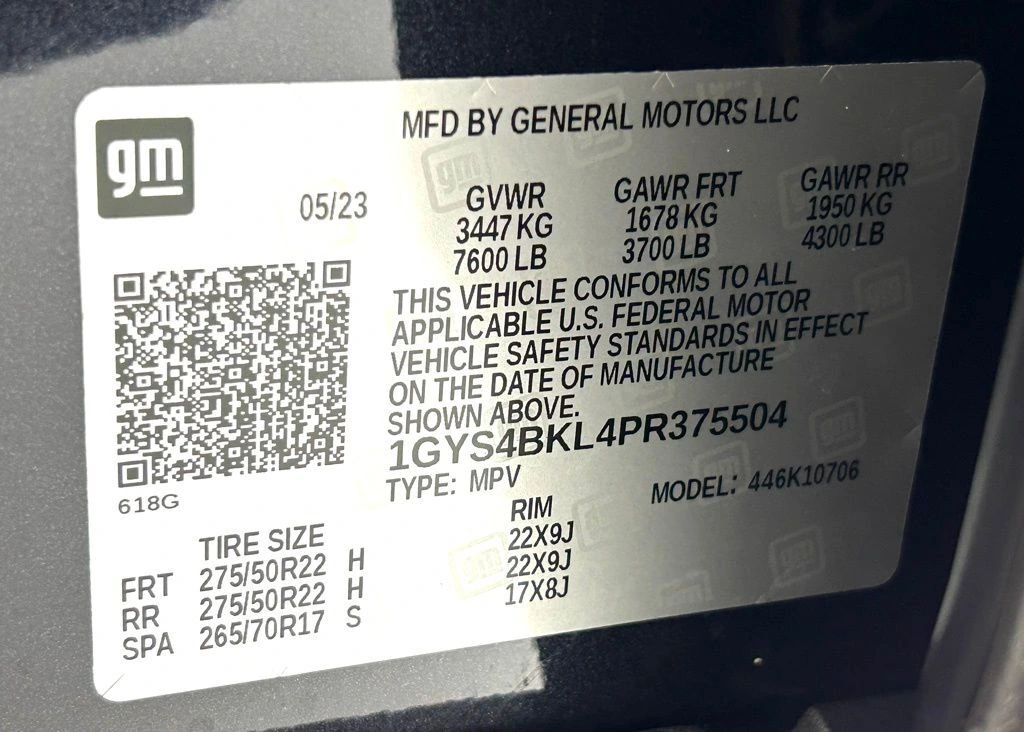 gm
MFD BY GENERAL MOTORS LLC
05/23
GVWR GAWR FRT GAWR RR
3447 KG 1678 KG 1950 KG
7600 LB 3700 LB 4300 LB
THIS VEHICLE CONFORMS TO ALL
APPLICABLE U.S. FEDERAL MOTOR
VEHICLE SAFETY STANDARDS IN EFFECT
ON THE DATE OF MANUFACTURE
SHOWN ABOVE.
1GYS4BKL4PR375504
TYPE: MPV MODEL: 446K10706
618G
TIRE SIZE RIM
FRT 275/50R22 H 22X9J
RR 275/50R22 H 22X9J
SPA 265/70R17 S 17X8J